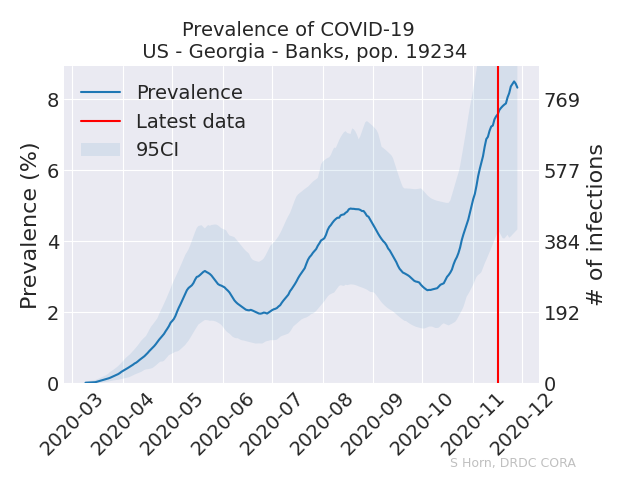 Prevalence of COVID-19
US - Georgia - Banks, pop. 19234
Prevalence
Latest data
95CI
Prevalence (%)
8
6
4
2
0
# of infections
769
577
384
192
0
2020-03
2020-04
2020-05
2020-06
2020-07
2020-08
2020-09
2020-10
2020-11
2020-12
S Horn, DRDC CORA